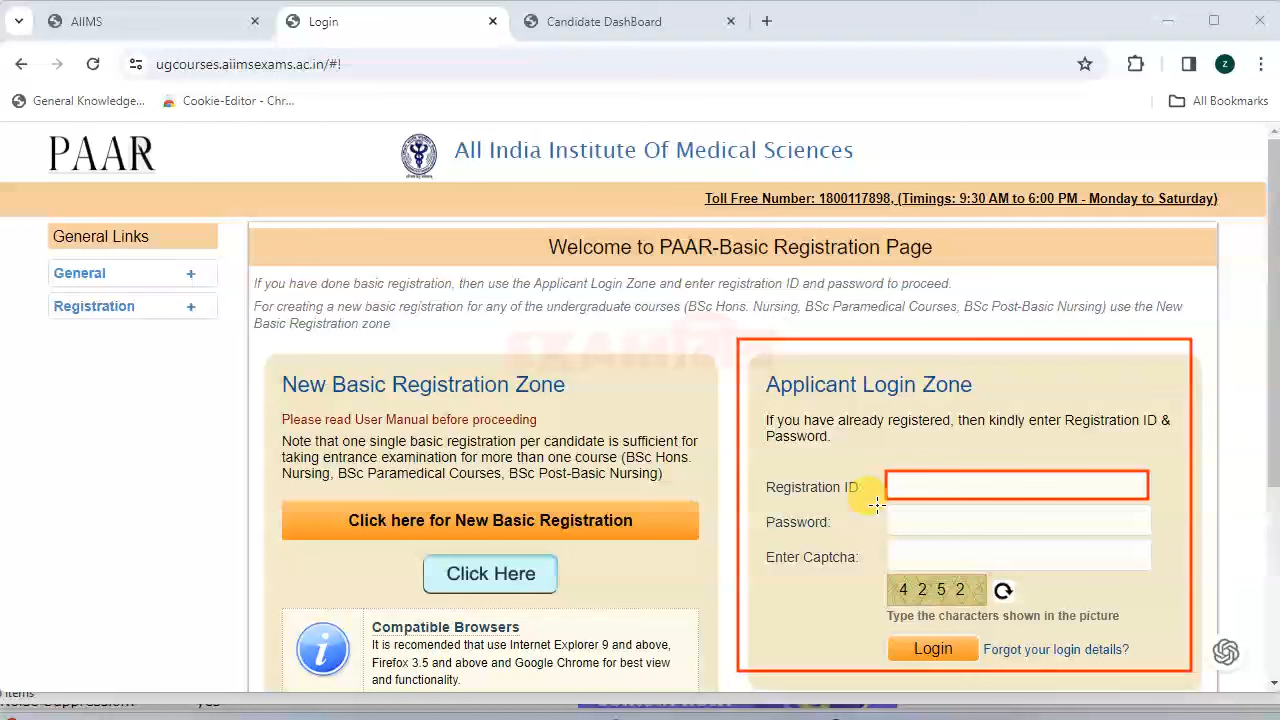 AIIMS
Login
Candidate DashBoard
ugcourses.aiimsexams.ac.in/#!
z
General Knowledge...
Cookie-Editor - Chr...
All Bookmarks
PAAR
All India Institute Of Medical Sciences
Toll Free Number: 1800117898, (Timings: 9:30 AM to 6:00 PM - Monday to Saturday)
General Links
General +
Registration +
Welcome to PAAR-Basic Registration Page
If you have done basic registration, then use the Applicant Login Zone and enter registration ID and password to proceed.
For creating a new basic registration for any of the undergraduate courses (BSc Hons. Nursing, BSc Paramedical Courses, BSc Post-Basic Nursing) use the New
Basic Registration zone
New Basic Registration Zone
Please read User Manual before proceeding
Note that one single basic registration per candidate is sufficient for
taking entrance examination for more than one course (BSc Hons.
Nursing, BSc Paramedical Courses, BSc Post-Basic Nursing)
Click here for New Basic Registration
Click Here
Compatible Browsers
It is recomended that use Internet Explorer 9 and above,
Firefox 3.5 and above and Google Chrome for best view
and functionality.
Applicant Login Zone
If you have already registered, then kindly enter Registration ID &
Password.
Registration ID
Password:
Enter Captcha:
4 2 5 2
Type the characters shown in the picture
Login
Forgot your login details?